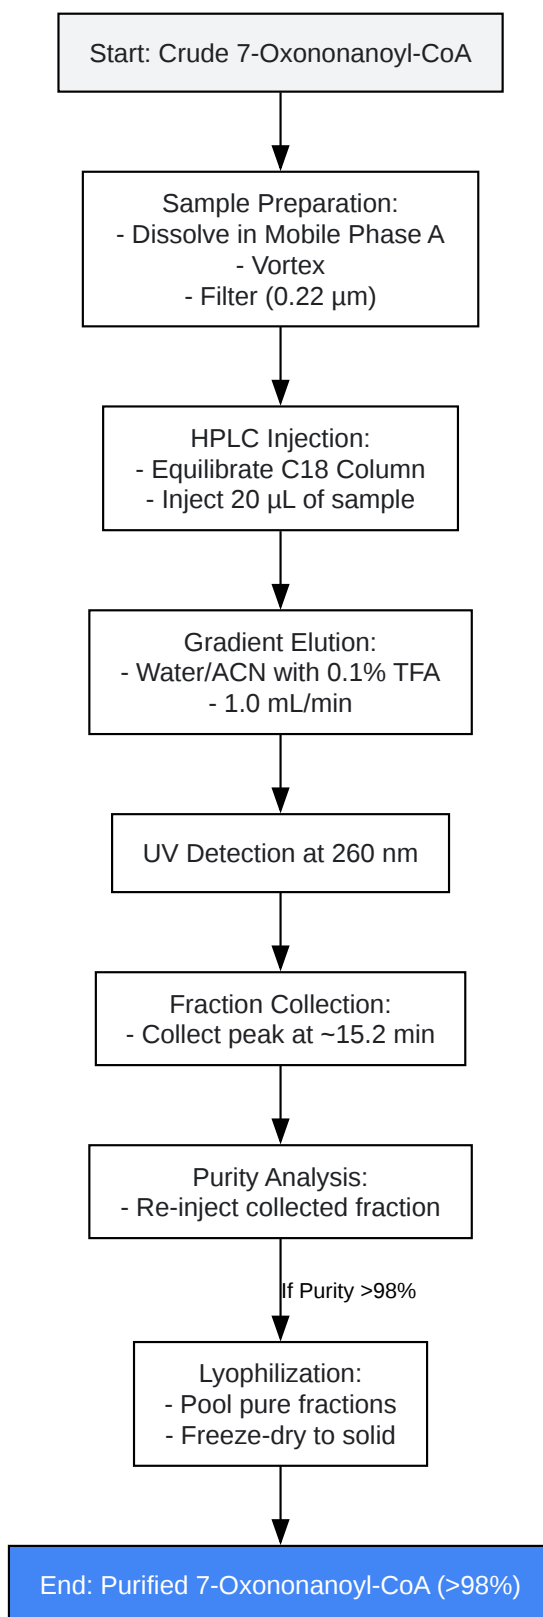 Start: Crude 7-Oxononanoyl-CoA
Sample Preparation:
- Dissolve in Mobile Phase A
- Vortex
- Filter (0.22 µm)
HPLC Injection:
- Equilibrate C18 Column
- Inject 20 µL of sample
Gradient Elution:
- Water/ACN with 0.1% TFA
- 1.0 mL/min
UV Detection at 260 nm
Fraction Collection:
- Collect peak at ~15.2 min
Purity Analysis:
- Re-inject collected fraction
If Purity >98%
Lyophilization:
- Pool pure fractions
- Freeze-dry to solid
End: Purified 7-Oxononanoyl-CoA (>98%)